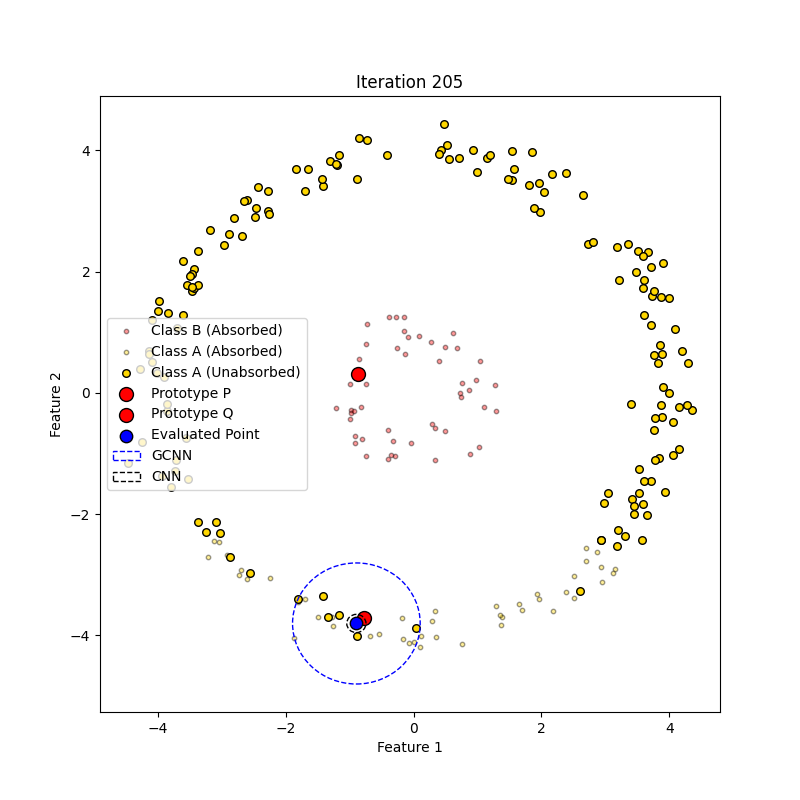 Iteration 205
Feature 2
4
2
0
−2
−4
Class B (Absorbed)
Class A (Absorbed)
Class A (Unabsorbed)
Prototype P
Prototype Q
Evaluated Point
GCNN
CNN
−4 −2 0 2 4
Feature 1